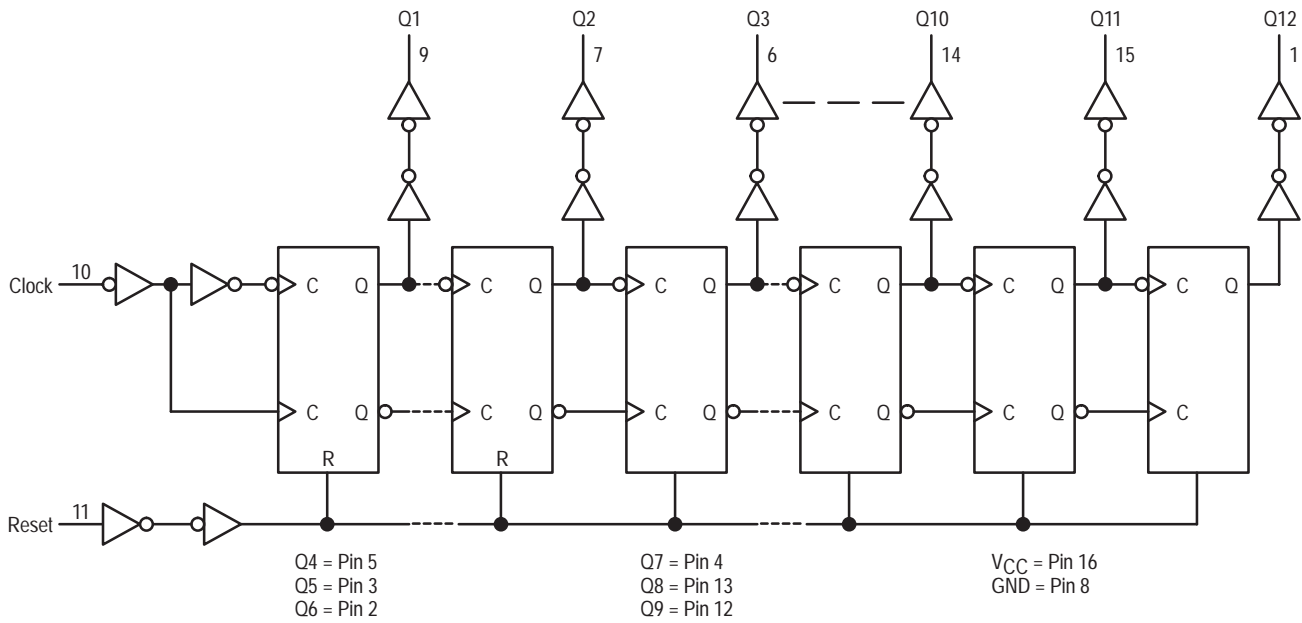 Q1 Q2 Q3 Q10 Q11 Q12
9 7 6 14 15 1
Clock 10 C Q C Q C Q C Q C Q C Q
C Q C Q C Q C Q C Q C
R R
Reset 11
Q4 = Pin 5
Q5 = Pin 3
Q6 = Pin 2
Q7 = Pin 4
Q8 = Pin 13
Q9 = Pin 12
VCC = Pin 16
GND = Pin 8